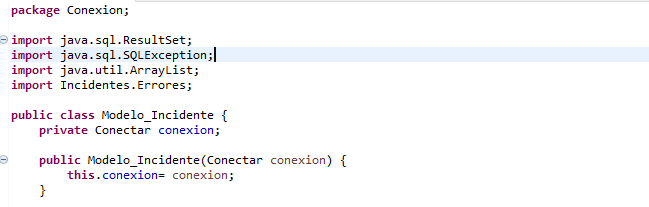 package Conexion;
import java.sql.ResultSet;
import java.sql.SQLException;
import java.util.ArrayList;
import Incidentes.Errores;
public class Modelo_Incidente {
private Conectar conexion;
public Modelo_Incidente(Conectar conexion) {
this.conexion= conexion;
}